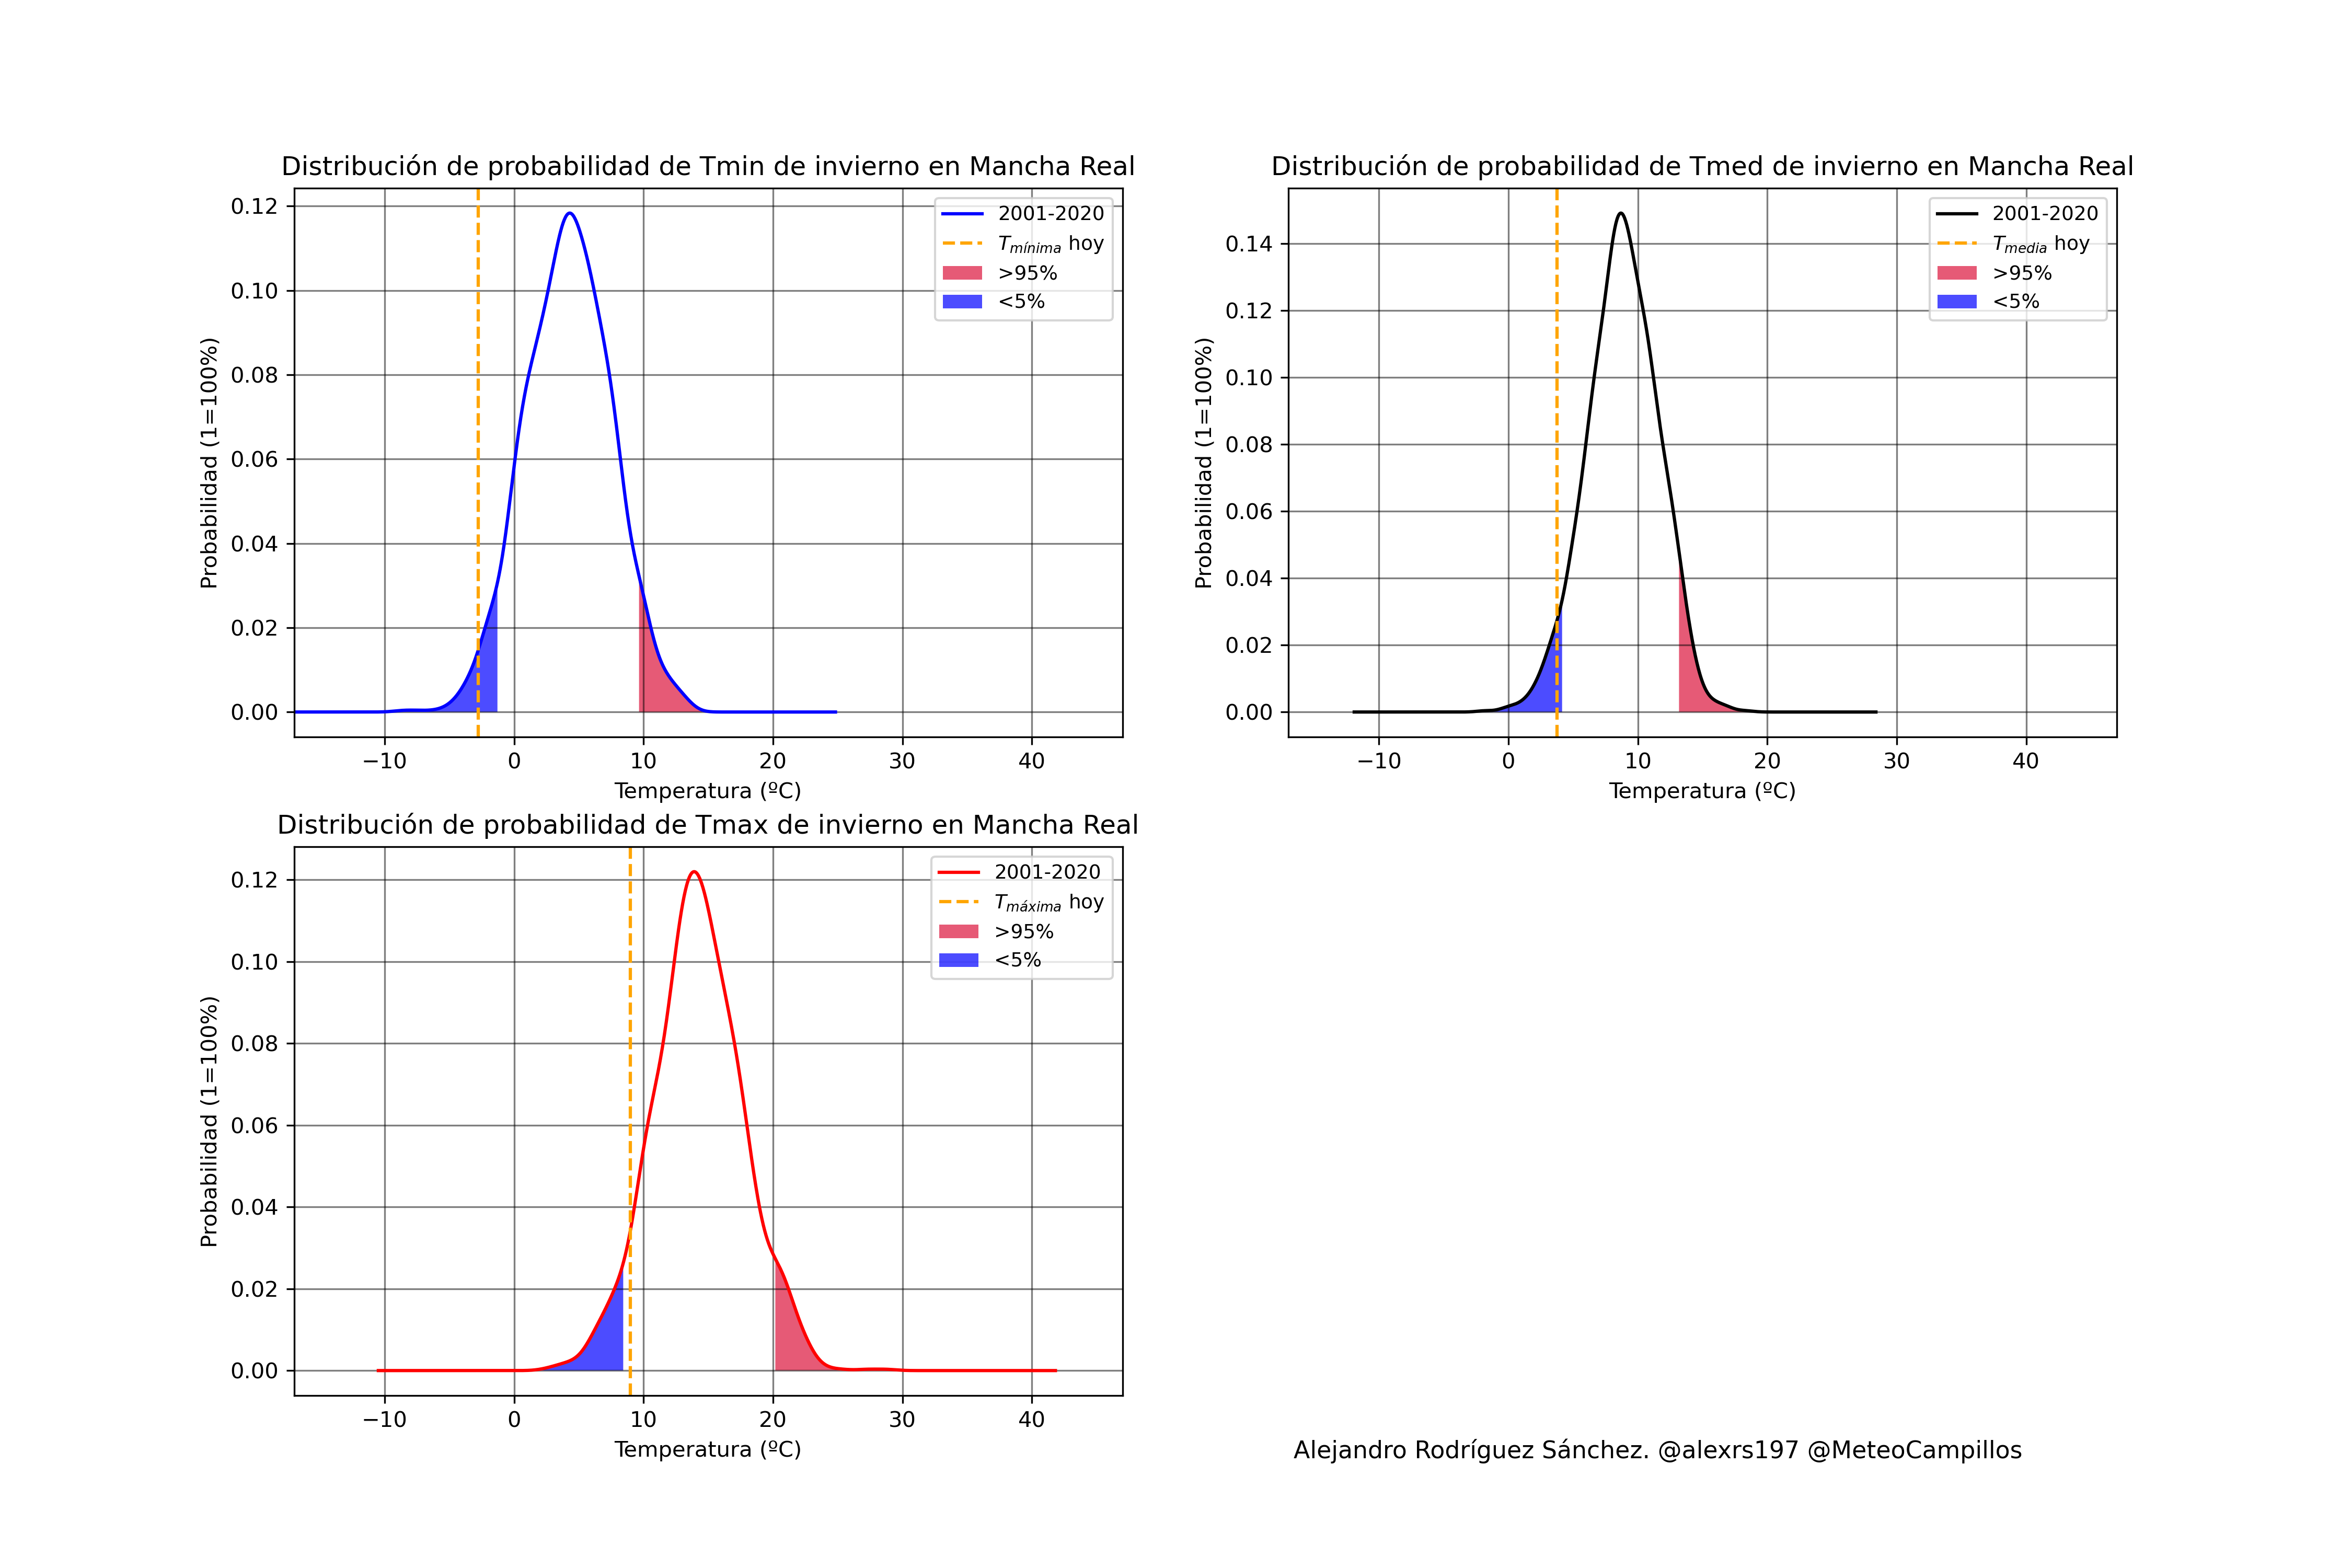 Distribución de probabilidad de Tmin de invierno en Mancha Real
Probabilidad (1=100%)
0.12
0.10
0.08
0.06
0.04
0.02
0.00
2001-2020
Tmínima hoy
>95%
<5%
−10 0 10 20 30 40
Temperatura (ºC)
Distribución de probabilidad de Tmed de invierno en Mancha Real
Probabilidad (1=100%)
0.14
0.12
0.10
0.08
0.06
0.04
0.02
0.00
2001-2020
Tmedia hoy
>95%
<5%
−10 0 10 20 30 40
Temperatura (ºC)
Distribución de probabilidad de Tmax de invierno en Mancha Real
Probabilidad (1=100%)
0.12
0.10
0.08
0.06
0.04
0.02
0.00
2001-2020
Tmáxima hoy
>95%
<5%
−10 0 10 20 30 40
Temperatura (ºC)
Alejandro Rodríguez Sánchez. @alexrs197 @MeteoCampillos